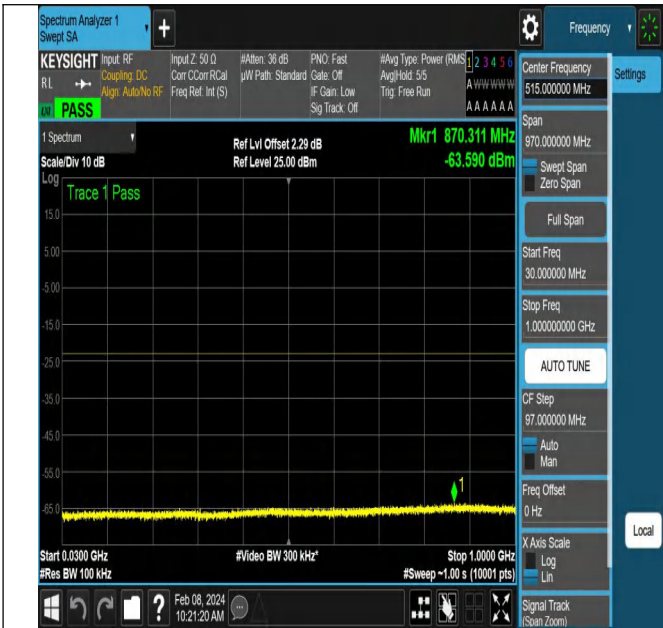 Spectrum Analyzer 1
Swept SA
+
Frequency
KEYSIGHT
Input: RF
Input Z: 50 Ω
#Atten: 36 dB
PNO: Fast
#Avg Type: Power (RMS
1 2 3 4 5 6
RL
Coupling: DC
Corr CCorr RCal
µW Path: Standard
Gate: Off
Avg|Hold: 5/5
A W W W W W
Align: Auto/No RF
Freq Ref: Int (S)
IF Gain: Low
Trig: Free Run
Sig Track: Off
A A A A A A
PASS
1 Spectrum
Ref Lvl Offset 2.29 dB
Mkr1 870.311 MHz
Scale/Div 10 dB
Ref Level 25.00 dBm
-63.590 dBm
Log
Trace 1 Pass
15.0
5.00
-5.00
-15.0
-25.0
-35.0
-45.0
-55.0
-65.0
1
Start 0.0300 GHz
#Video BW 300 kHz*
Stop 1.0000 GHz
#Res BW 100 kHz
#Sweep ~1.00 s (10001 pts)
?
Feb 08, 2024
10:21:20 AM
Center Frequency
515.000000 MHz
Settings
Span
970.000000 MHz
Swept Span
Zero Span
Full Span
Start Freq
30.000000 MHz
Stop Freq
1.000000000 GHz
AUTO TUNE
CF Step
97.000000 MHz
Auto
Man
Freq Offset
0 Hz
Local
X Axis Scale
Log
Lin
Signal Track
(Span Zoom)